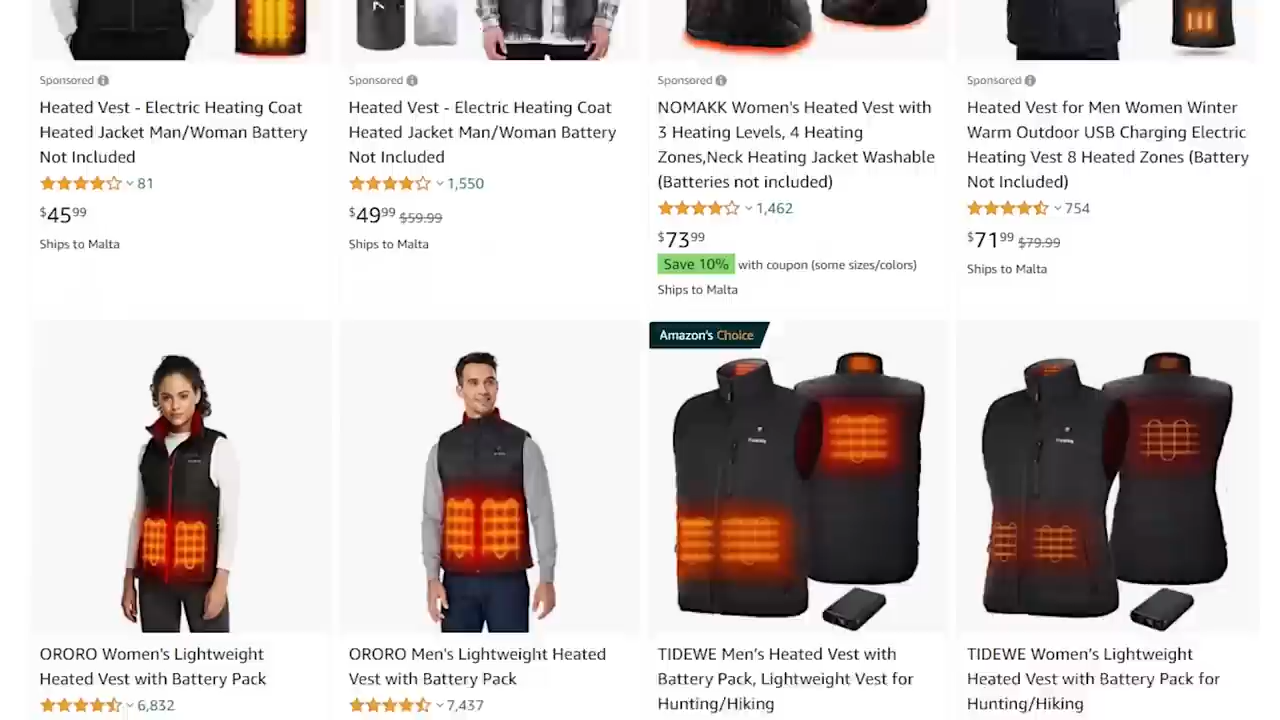 Sponsored
Heated Vest - Electric Heating Coat
Heated Jacket Man/Woman Battery
Not Included
81
$45 99
Ships to Malta
Sponsored
Heated Vest - Electric Heating Coat
Heated Jacket Man/Woman Battery
Not Included
1,550
$49 99 $59.99
Ships to Malta
Sponsored
NOMAKK Women's Heated Vest with
3 Heating Levels, 4 Heating
Zones,Neck Heating Jacket Washable
(Batteries not included)
1,462
$73 99
Save 10% with coupon (some sizes/colors)
Ships to Malta
Sponsored
Heated Vest for Men Women Winter
Warm Outdoor USB Charging Electric
Heating Vest 8 Heated Zones (Battery
Not Included)
754
$71 99 $79.99
Ships to Malta
ORORO Women's Lightweight
Heated Vest with Battery Pack
6,832
ORORO Men's Lightweight Heated
Vest with Battery Pack
7,437
Amazon's Choice
TIDEWE Men's Heated Vest with
Battery Pack, Lightweight Vest for
Hunting/Hiking
TIDEWE Women's Lightweight
Heated Vest with Battery Pack for
Hunting/Hiking